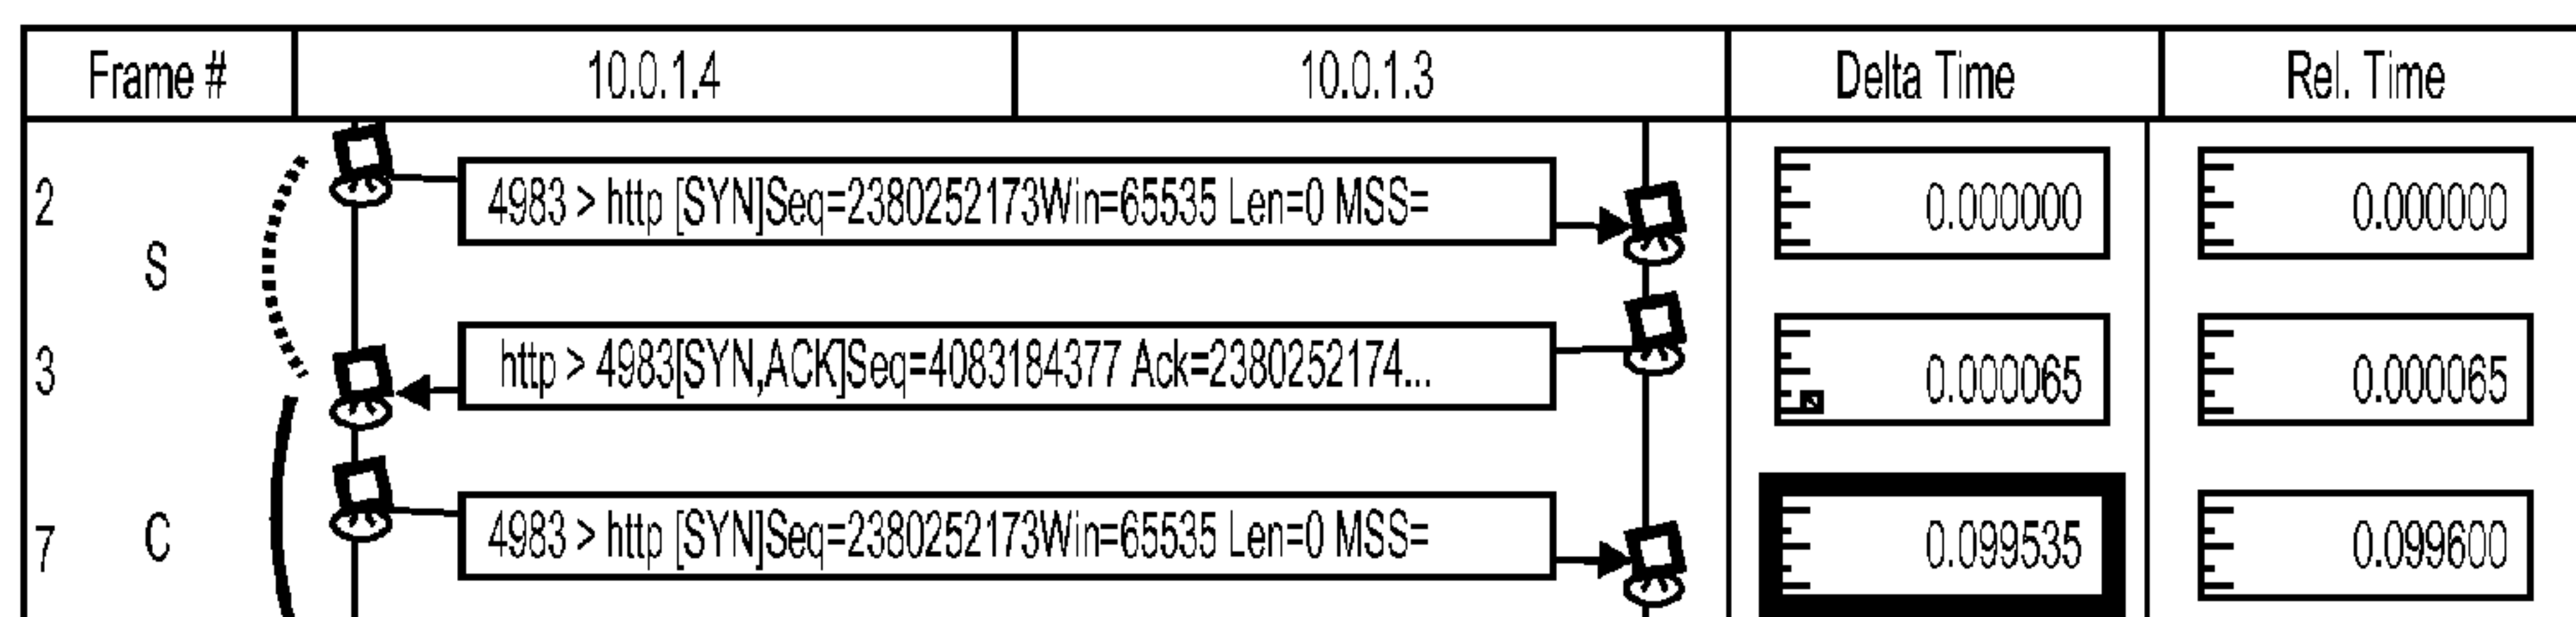 Frame # 10.0.1.4 10.0.1.3 Delta Time Rel. Time
2 4983 > http [SYN]Seq=2380252173Win=65535 Len=0 MSS= 0.000000 0.000000
S
3 http > 4983[SYN,ACK]Seq=4083184377 Ack=2380252174... 0.000065 0.000065
7 C 4983 > http [SYN]Seq=2380252173Win=65535 Len=0 MSS= 0.099535 0.099600